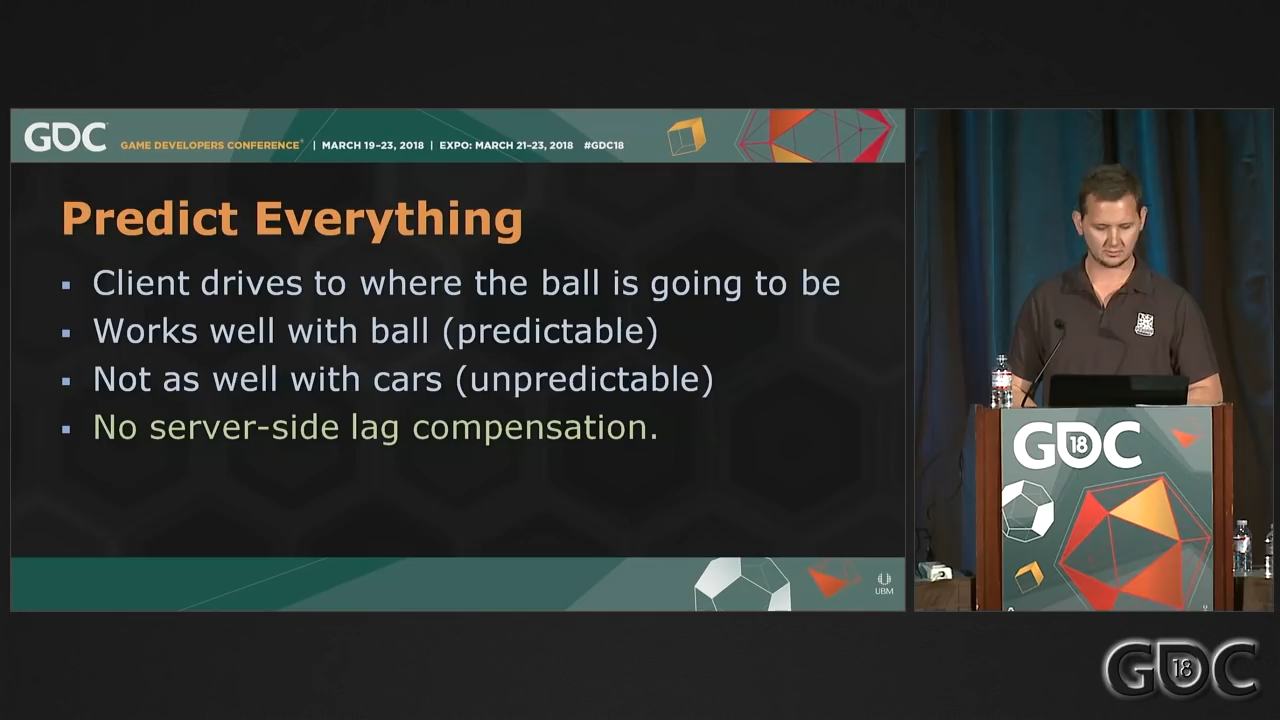 GDC
GAME DEVELOPERS CONFERENCE® | MARCH 19–23, 2018 | EXPO: MARCH 21–23, 2018 #GDC18
Predict Everything
▪ Client drives to where the ball is going to be
▪ Works well with ball (predictable)
▪ Not as well with cars (unpredictable)
▪ No server-side lag compensation.
UBM
GDC 18
GDC 18